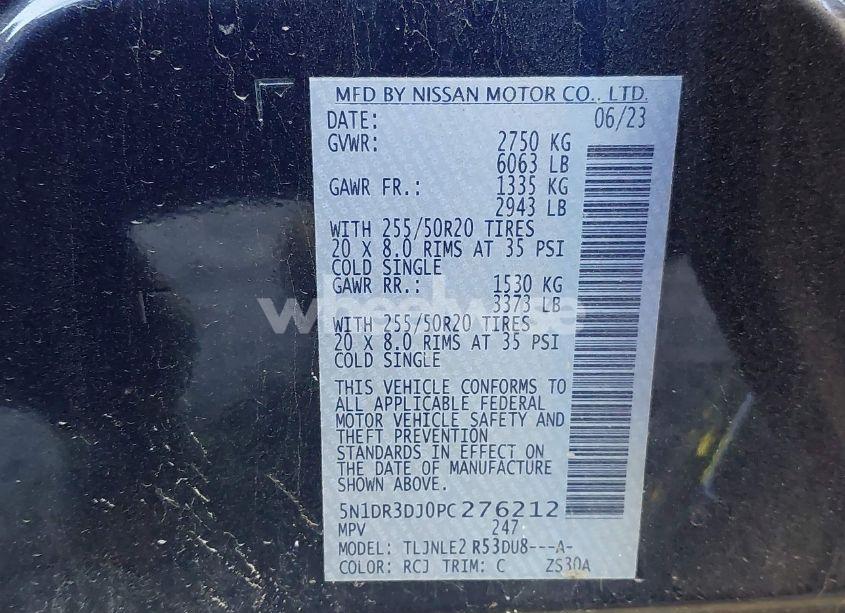 MFD BY NISSAN MOTOR CO., LTD.
DATE: 06/23
GVWR: 2750 KG
6063 LB
GAWR FR.: 1335 KG
2943 LB
WITH 255/50R20 TIRES
20 X 8.0 RIMS AT 35 PSI
COLD SINGLE
GAWR RR.: 1530 KG
3373 LB
WITH 255/50R20 TIRES
20 X 8.0 RIMS AT 35 PSI
COLD SINGLE
THIS VEHICLE CONFORMS TO
ALL APPLICABLE FEDERAL
MOTOR VEHICLE SAFETY AND
THEFT PREVENTION
STANDARDS IN EFFECT ON
THE DATE OF MANUFACTURE
SHOWN ABOVE.
5N1DR3DJ0PC276212
MPV 247
MODEL: TLJNLE2 R53DU8---A-
COLOR: RCJ TRIM: C ZS30A